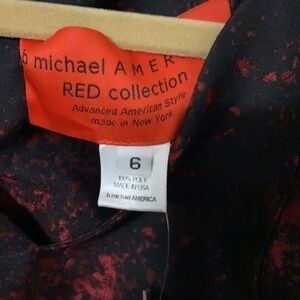 b michael AMER
RED collection
Advanced American Style
made in New York
6
100% POLY
MADE IN USA
b michael AMERICA